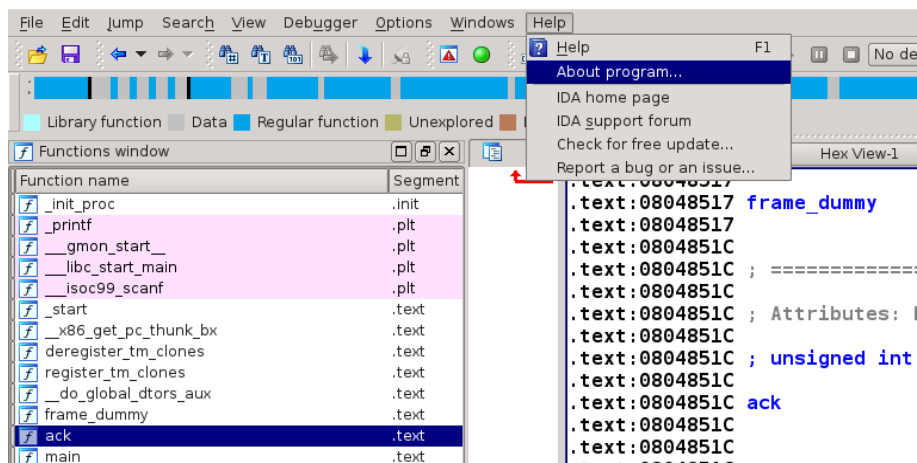 File Edit Jump Search View Debugger Options Windows Help
Help F1
No de
About program...
IDA home page
IDA support forum
Check for free update...
Report a bug or an issue...
Library function Data Regular function Unexplored
Functions window
Hex View-1
Function name Segment
_init_proc .init
_printf .plt
___gmon_start__ .plt
__libc_start_main .plt
___isoc99_scanf .plt
_start .text
__x86_get_pc_thunk_bx .text
deregister_tm_clones .text
register_tm_clones .text
__do_global_dtors_aux .text
frame_dummy .text
ack .text
main .text
.text:08048517
.text:08048517 frame_dummy
.text:08048517
.text:0804851C
.text:0804851C ; =============
.text:0804851C
.text:0804851C ; Attributes:
.text:0804851C
.text:0804851C ; unsigned int
.text:0804851C
.text:0804851C ack
.text:0804851C
.text:0804851C